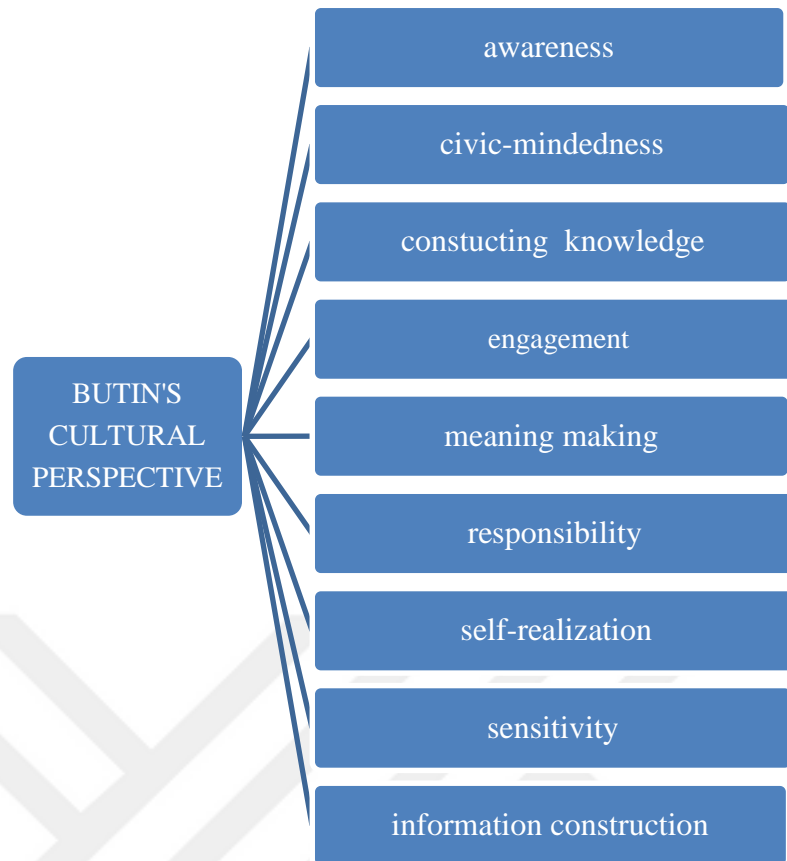 awareness
civic-mindedness
constucting knowledge
engagement
BUTIN'S
CULTURAL
PERSPECTIVE
meaning making
responsibility
self-realization
sensitivity
information construction